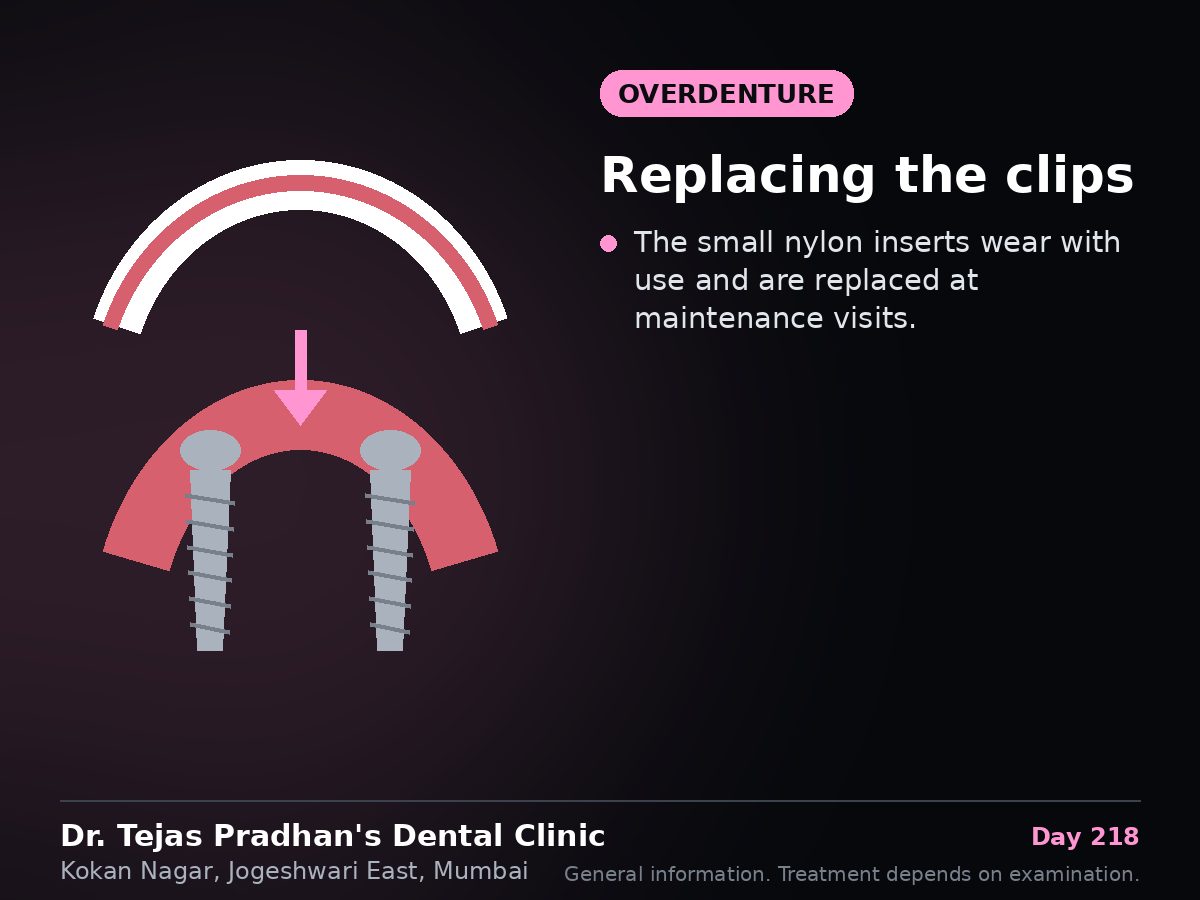 OVERDENTURE
Replacing the clips
The small nylon inserts wear with
use and are replaced at
maintenance visits.
Dr. Tejas Pradhan's Dental Clinic
Day 218
Kokan Nagar, Jogeshwari East, Mumbai
General information. Treatment depends on examination.